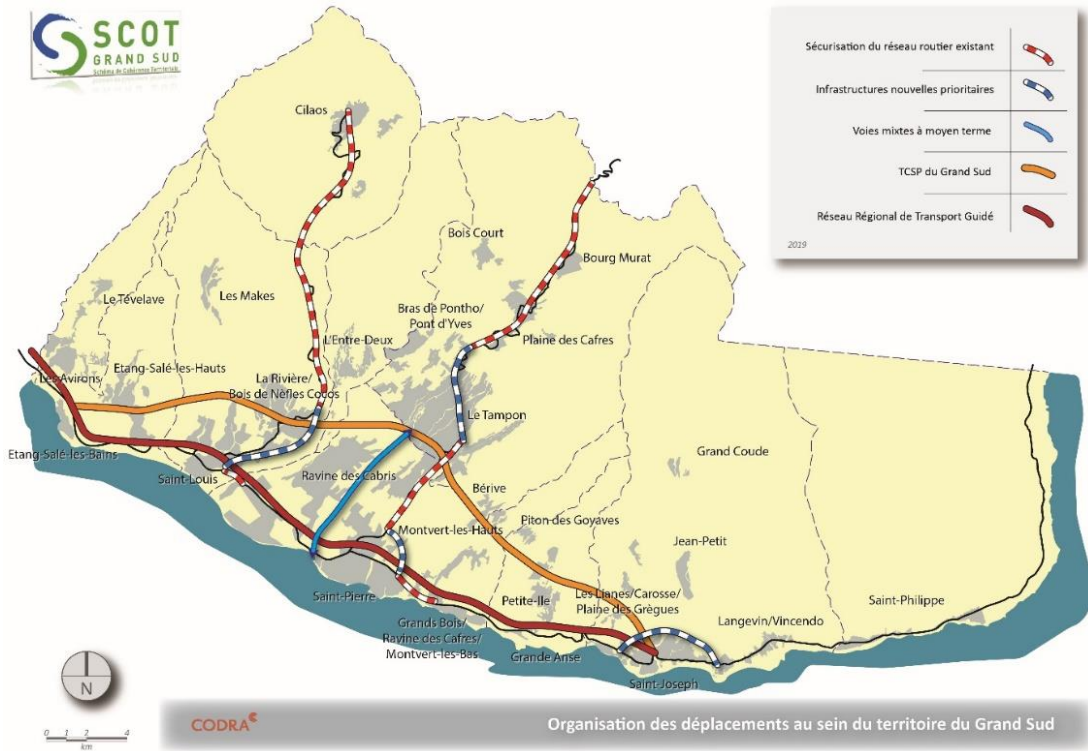 SCOT
GRAND SUD
Schéma de Cohérence Territoriale
Sécurisation du réseau routier existant
Infrastructures nouvelles prioritaires
Voies mixtes à moyen terme
TCSP du Grand Sud
Réseau Régional de Transport Guidé
2019
Cilaos
Bois Court
Bourg Murat
Le Tévelave
Les Makes
Bras de Pontho/
Pont d'Yves
L'Entre-Deux
Plaine des Cafres
Les Avirons
Etang-Salé-les-Hauts
La Rivière/
Bois de Nèfles Cocos
Le Tampon
Etang-Salé-les-Bains
Saint-Louis
Ravine des Cabris
Grand Coude
Bérive
Montvert-les-Hauts
Piton des Goyaves
Jean-Petit
Saint-Pierre
Petite-Ile
Les Lianes/Carosse/
Plaine des Grègues
Saint-Philippe
Langevin/Vincendo
Grands Bois/
Ravine des Cafres/
Montvert-les-Bas
Grande Anse
Saint-Joseph
N
0 1 2 4
km
CODRA
Organisation des déplacements au sein du territoire du Grand Sud